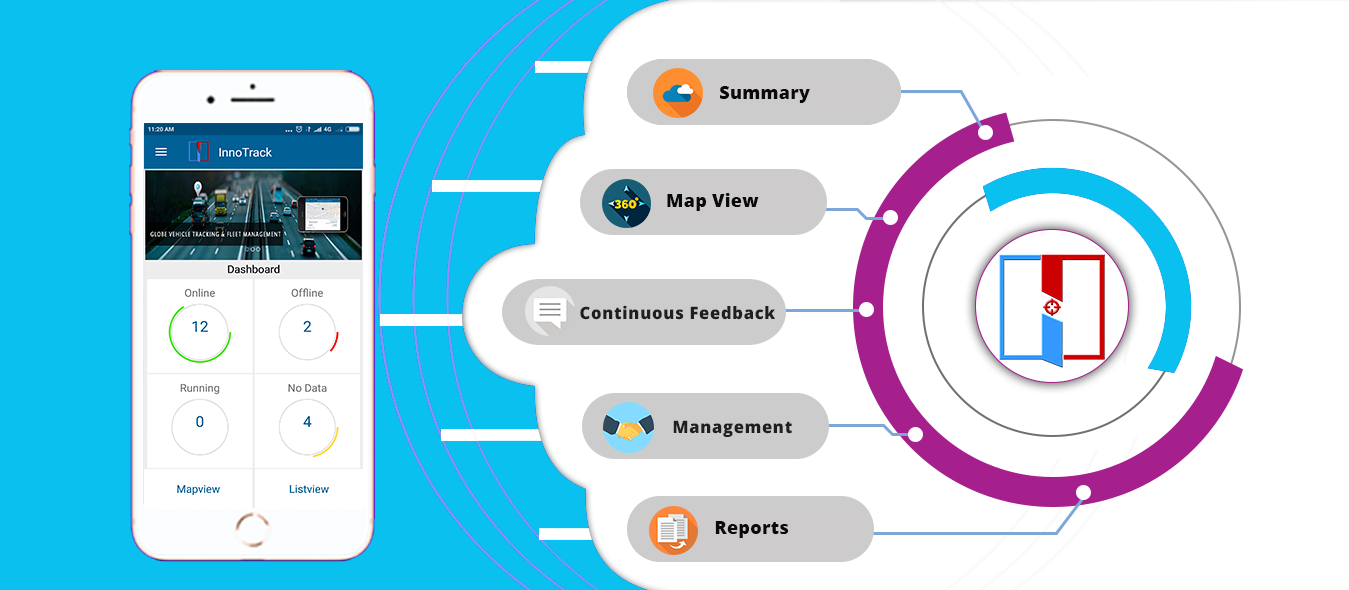 11:20 AM
4G
InnoTrack
GLOBE VEHICLE TRACKING & FLEET MANAGEMENT
Dashboard
Online
Offline
12
2
Running
No Data
0
4
Mapview
Listview
Summary
360°
Map View
Continuous Feedback
Management
Reports